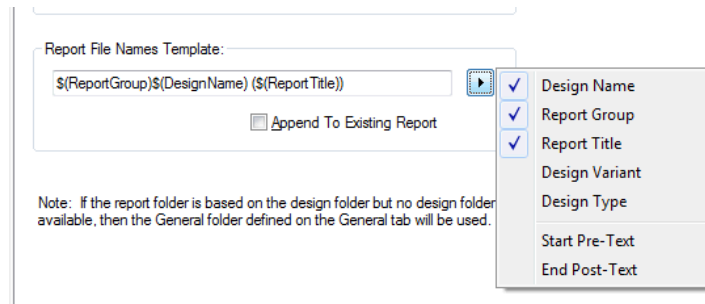 Report File Names Template:
$(ReportGroup)$(DesignName) ($(ReportTitle))
Append To Existing Report
Note: If the report folder is based on the design folder but no design folder
available, then the General folder defined on the General tab will be used.
Design Name
Report Group
Report Title
Design Variant
Design Type
Start Pre-Text
End Post-Text